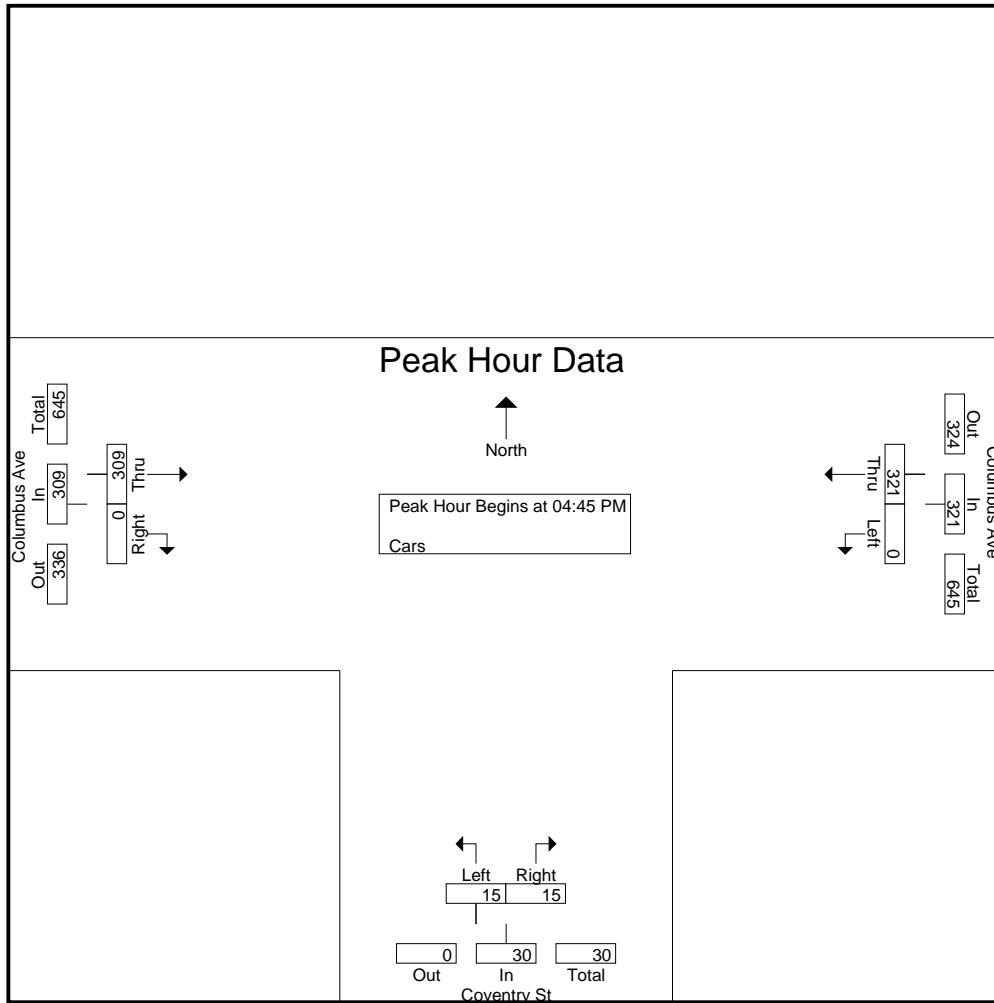 Peak Hour Data
North
Peak Hour Begins at 04:45 PM
Cars
Columbus Ave
Total
645
In
309
Out
336
309
Thru
0
Right
Out
324
In
321
Total
645
Columbus Ave
321
Thru
0
Left
Left
Right
15
15
0
30
30
Out
In
Total
Coventry St